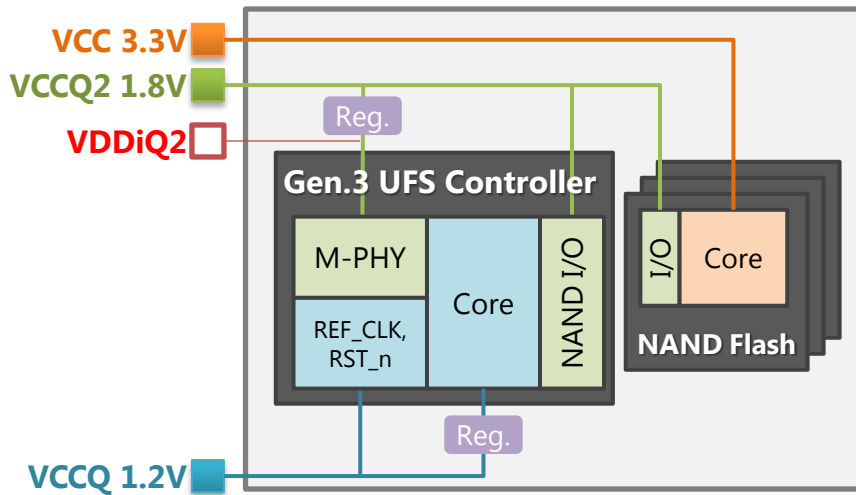 VCC 3.3V
VCCQ2 1.8V
Reg.
VDDiQ2
Gen.3 UFS Controller
M-PHY
REF_CLK,
RST_n
Core
NAND I/O
I/O
Core
NAND Flash
Reg.
VCCQ 1.2V